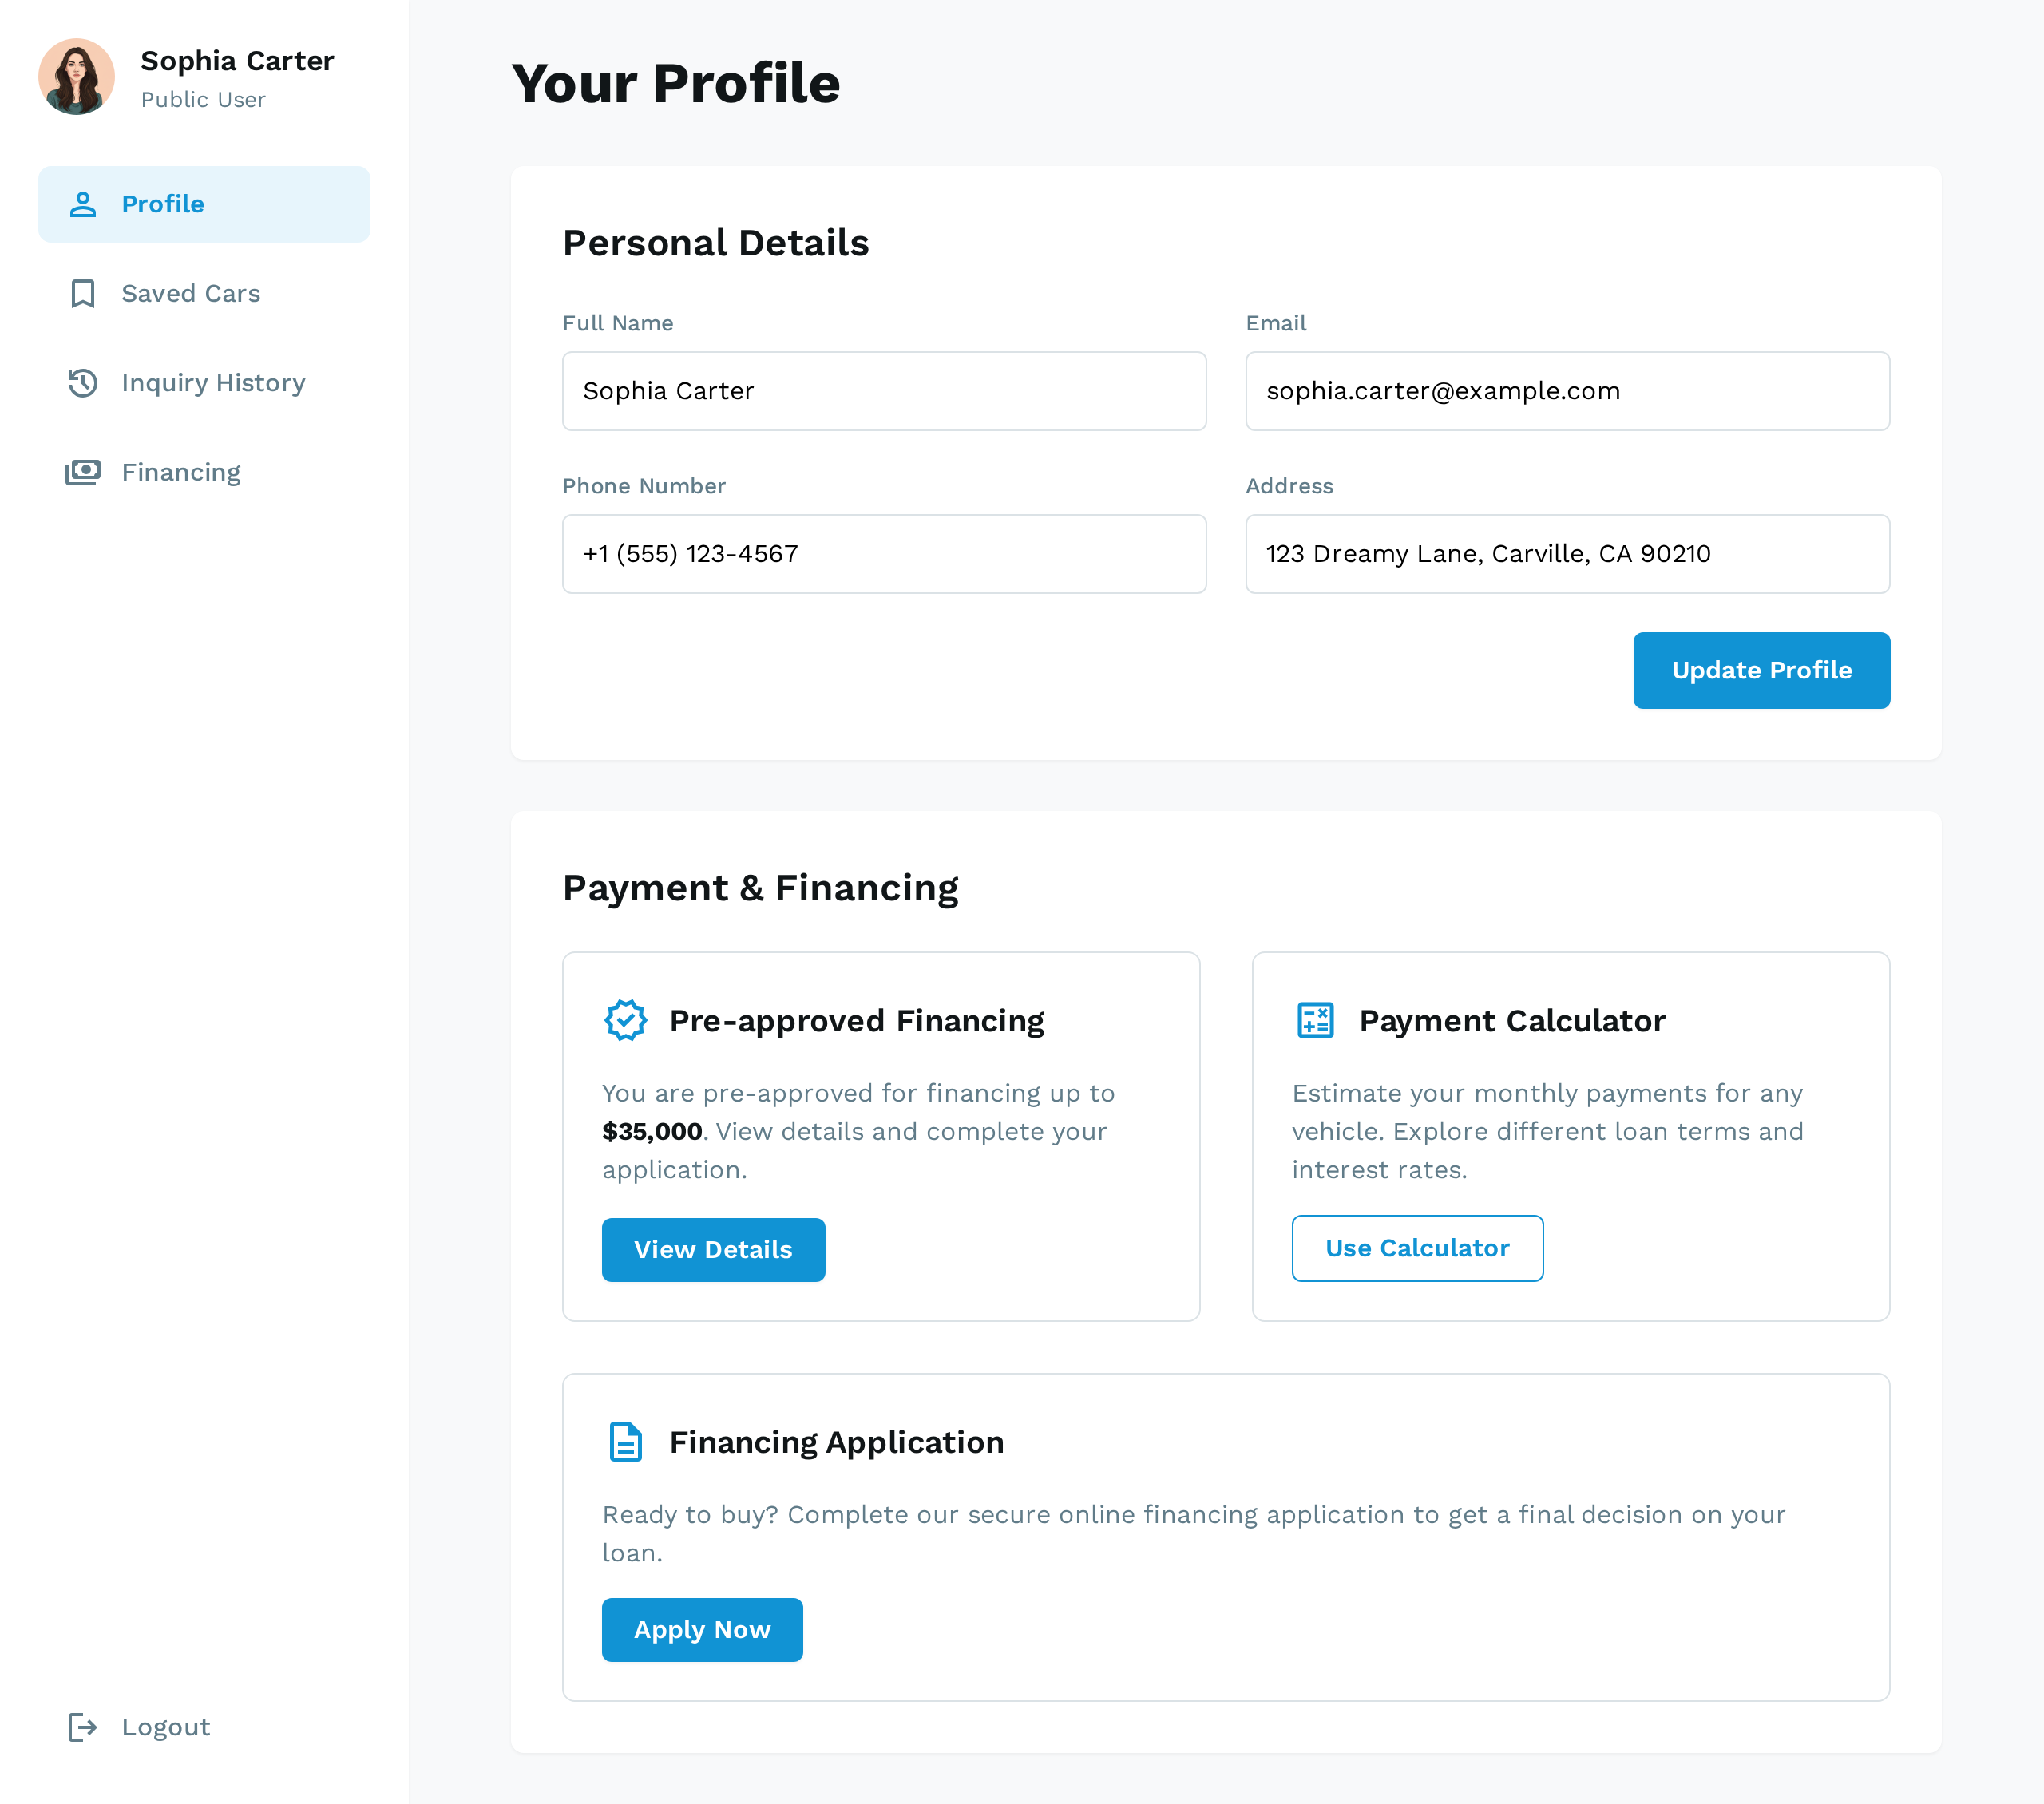 Sophia Carter
Public User
Profile
Saved Cars
Inquiry History
Financing
Logout
Your Profile
Personal Details
Full Name
Sophia Carter
Email
sophia.carter@example.com
Phone Number
+1 (555) 123-4567
Address
123 Dreamy Lane, Carville, CA 90210
Update Profile
Payment & Financing
Pre-approved Financing
You are pre-approved for financing up to
$35,000. View details and complete your
application.
View Details
Payment Calculator
Estimate your monthly payments for any
vehicle. Explore different loan terms and
interest rates.
Use Calculator
Financing Application
Ready to buy? Complete our secure online financing application to get a final decision on your
loan.
Apply Now